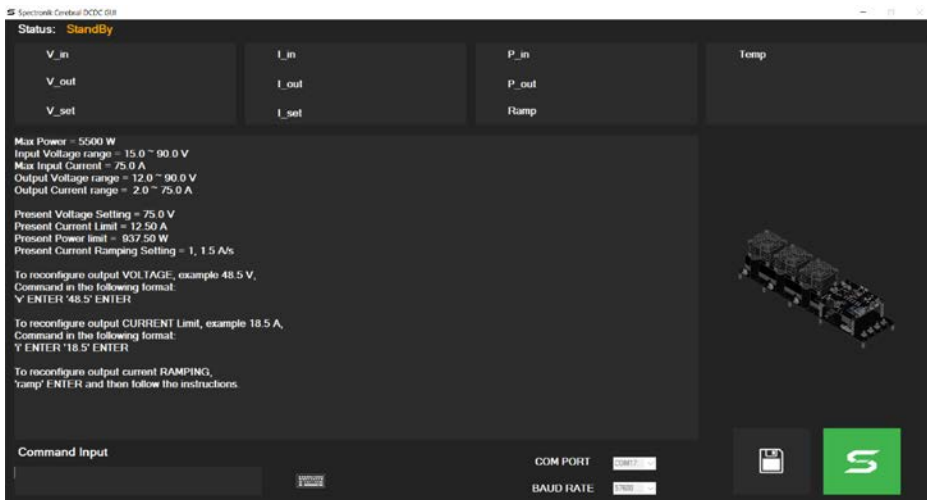 Spectronik Cerebral DCDC GUI
Status: StandBy
V_in
I_in
P_in
Temp
V_out
I_out
P_out
V_set
I_set
Ramp
Max Power = 5500 W
Input Voltage range = 15.0 ~ 90.0 V
Max Input Current = 75.0 A
Output Voltage range = 12.0 ~ 90.0 V
Output Current range = 2.0 ~ 75.0 A
Present Voltage Setting = 75.0 V
Present Current Limit = 12.50 A
Present Power limit = 937.50 W
Present Current Ramping Setting = 1, 1.5 A/s
To reconfigure output VOLTAGE, example 48.5 V,
Command in the following format:
'v' ENTER '48.5' ENTER
To reconfigure output CURRENT Limit, example 18.5 A,
Command in the following format:
'i' ENTER '18.5' ENTER
To reconfigure output current RAMPING,
'ramp' ENTER and then follow the instructions.
Command Input
COM PORT COM17
BAUD RATE 57600